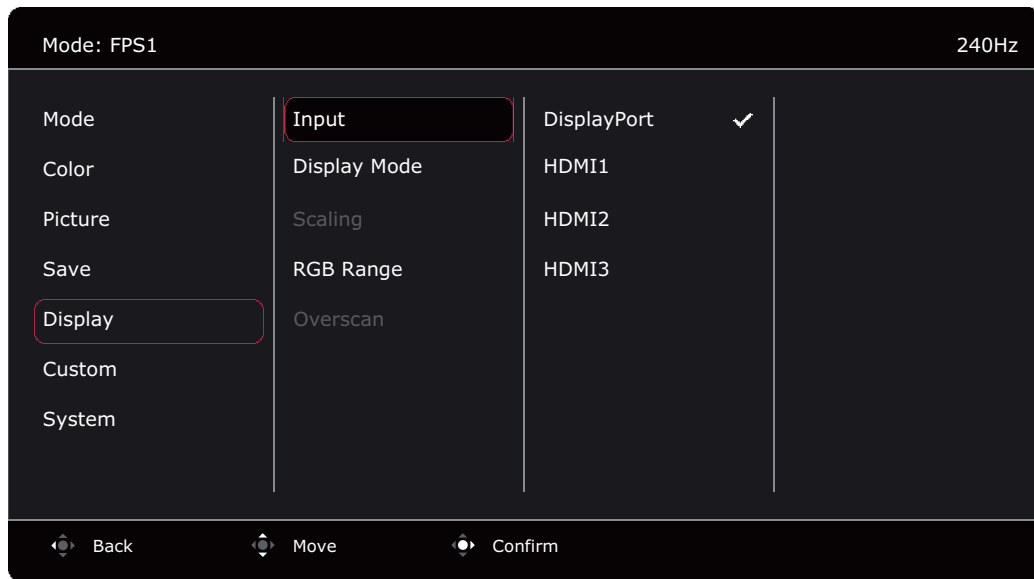 Mode: FPS1 240Hz
Mode Input DisplayPort
Color Display Mode HDMI1
Picture Scaling HDMI2
Save RGB Range HDMI3
Display Overscan
Custom
System
Back Move Confirm